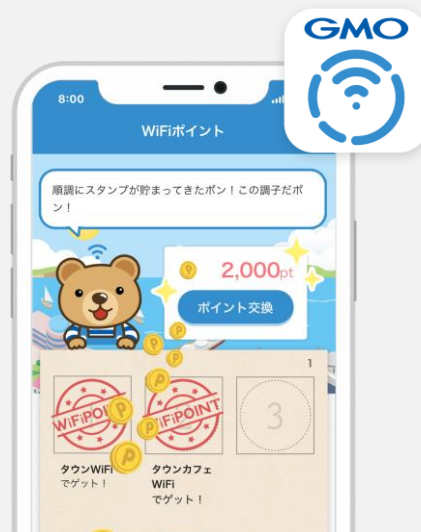 GMO
8:00
WiFiポイント
順調にスタンプが貯まってきたポン！この調子だポ
ン！
2,000pt
ポイント交換
1
WiFiPOI
WiFiPOINT
3
タウンWiFi
でゲット！
タウンカフェ
WiFi
でゲット！